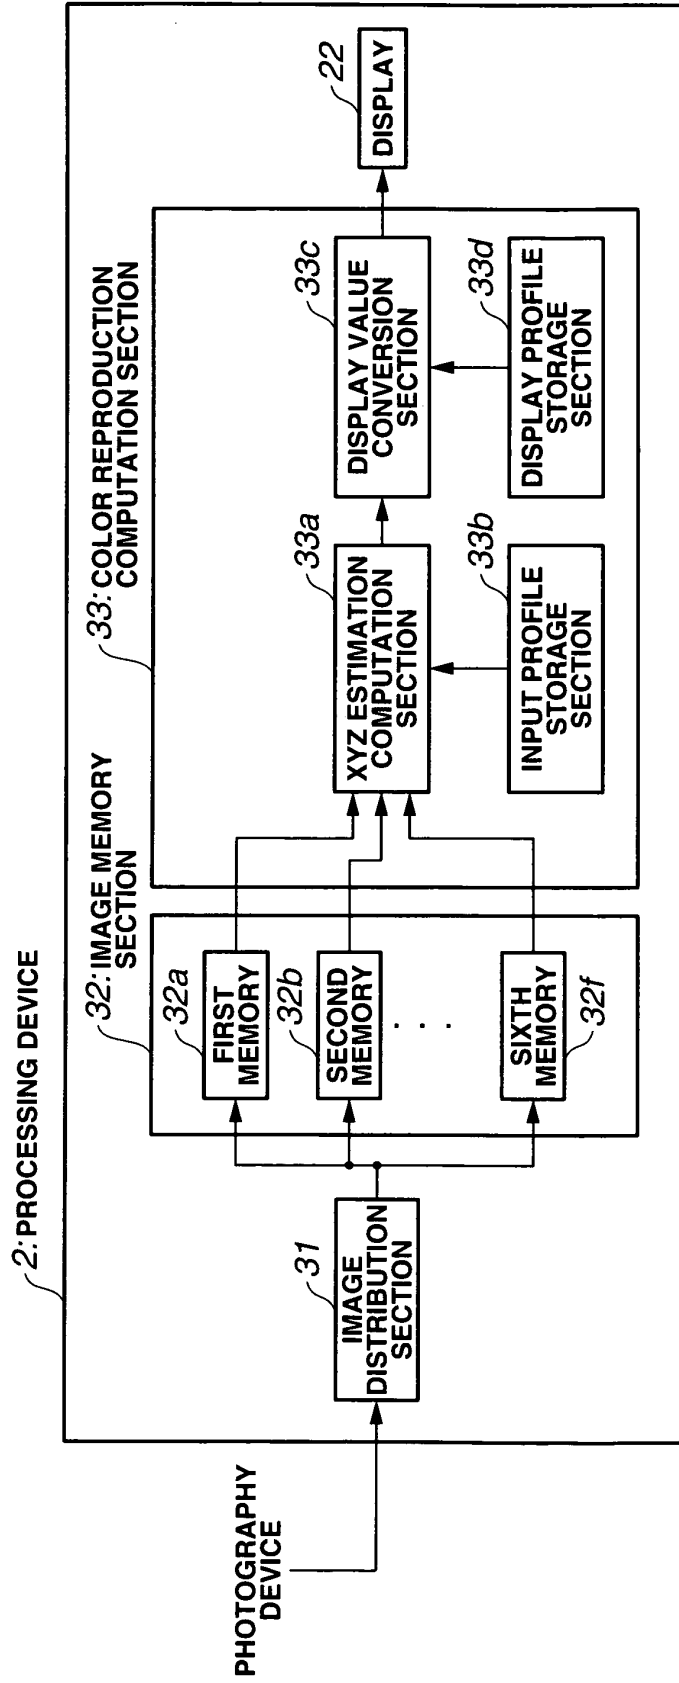 2: PROCESSING DEVICE
32: IMAGE MEMORY
SECTION
33: COLOR REPRODUCTION
COMPUTATION SECTION
PHOTOGRAPHY
DEVICE
31
IMAGE
DISTRIBUTION
SECTION
32a
FIRST
MEMORY
32b
SECOND
MEMORY
. . .
SIXTH
MEMORY
32f
33a
XYZ ESTIMATION
COMPUTATION
SECTION
33b
INPUT PROFILE
STORAGE
SECTION
33c
DISPLAY VALUE
CONVERSION
SECTION
33d
DISPLAY PROFILE
STORAGE
SECTION
22
DISPLAY